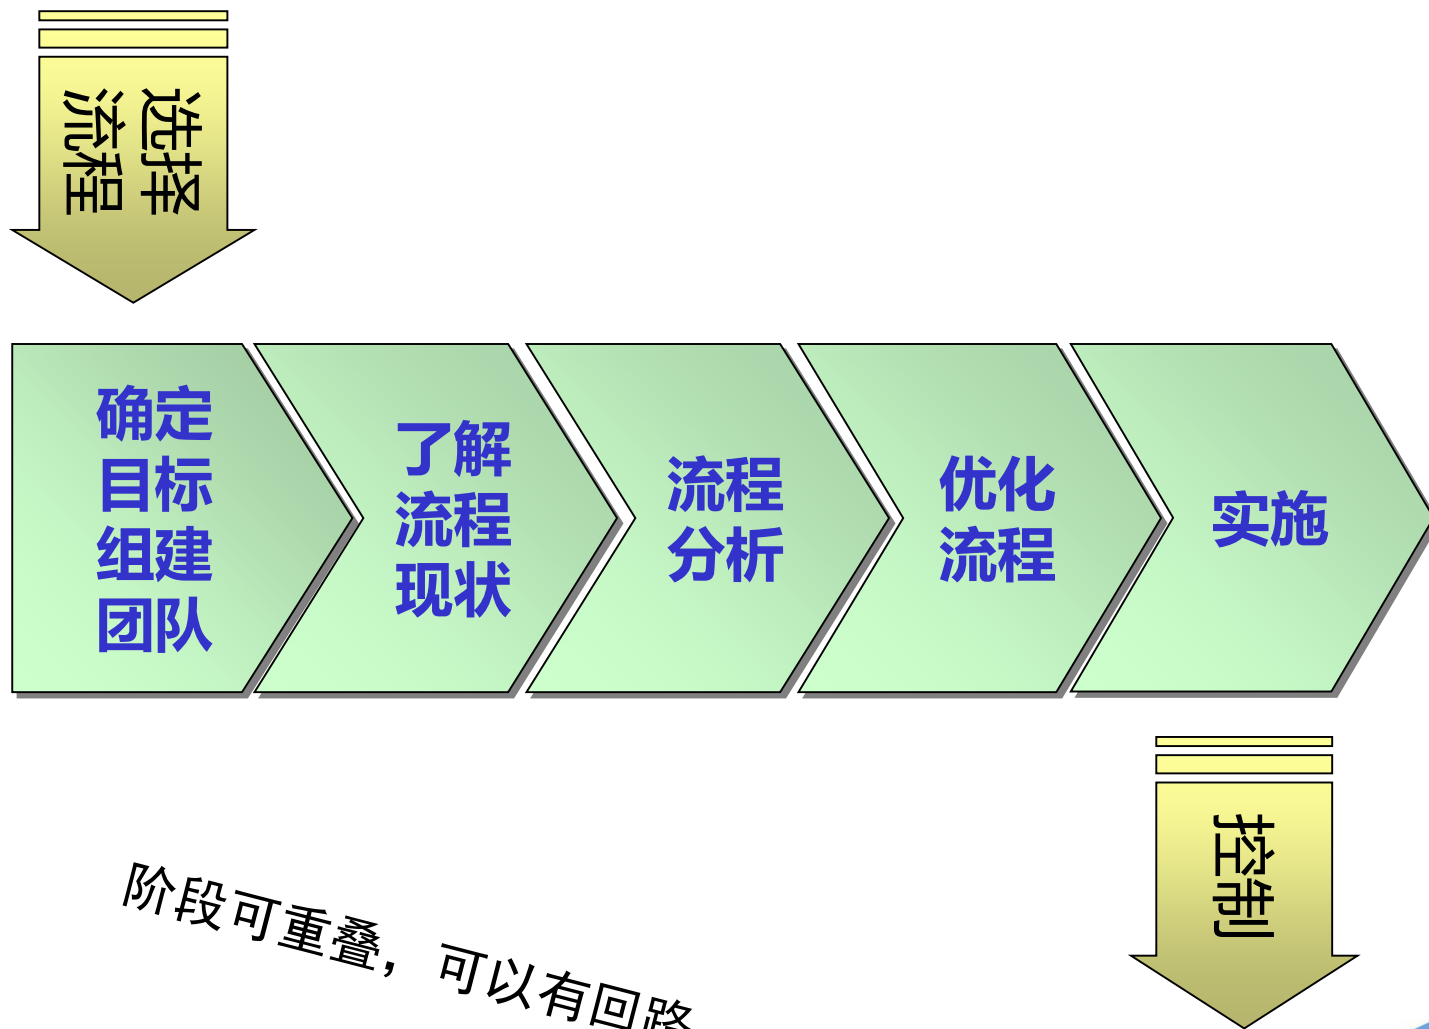 选择
流程
确定
目标
组建
团队
了解
流程
现状
流程
分析
优化
流程
实施
控制
阶段可重叠，可以有回路